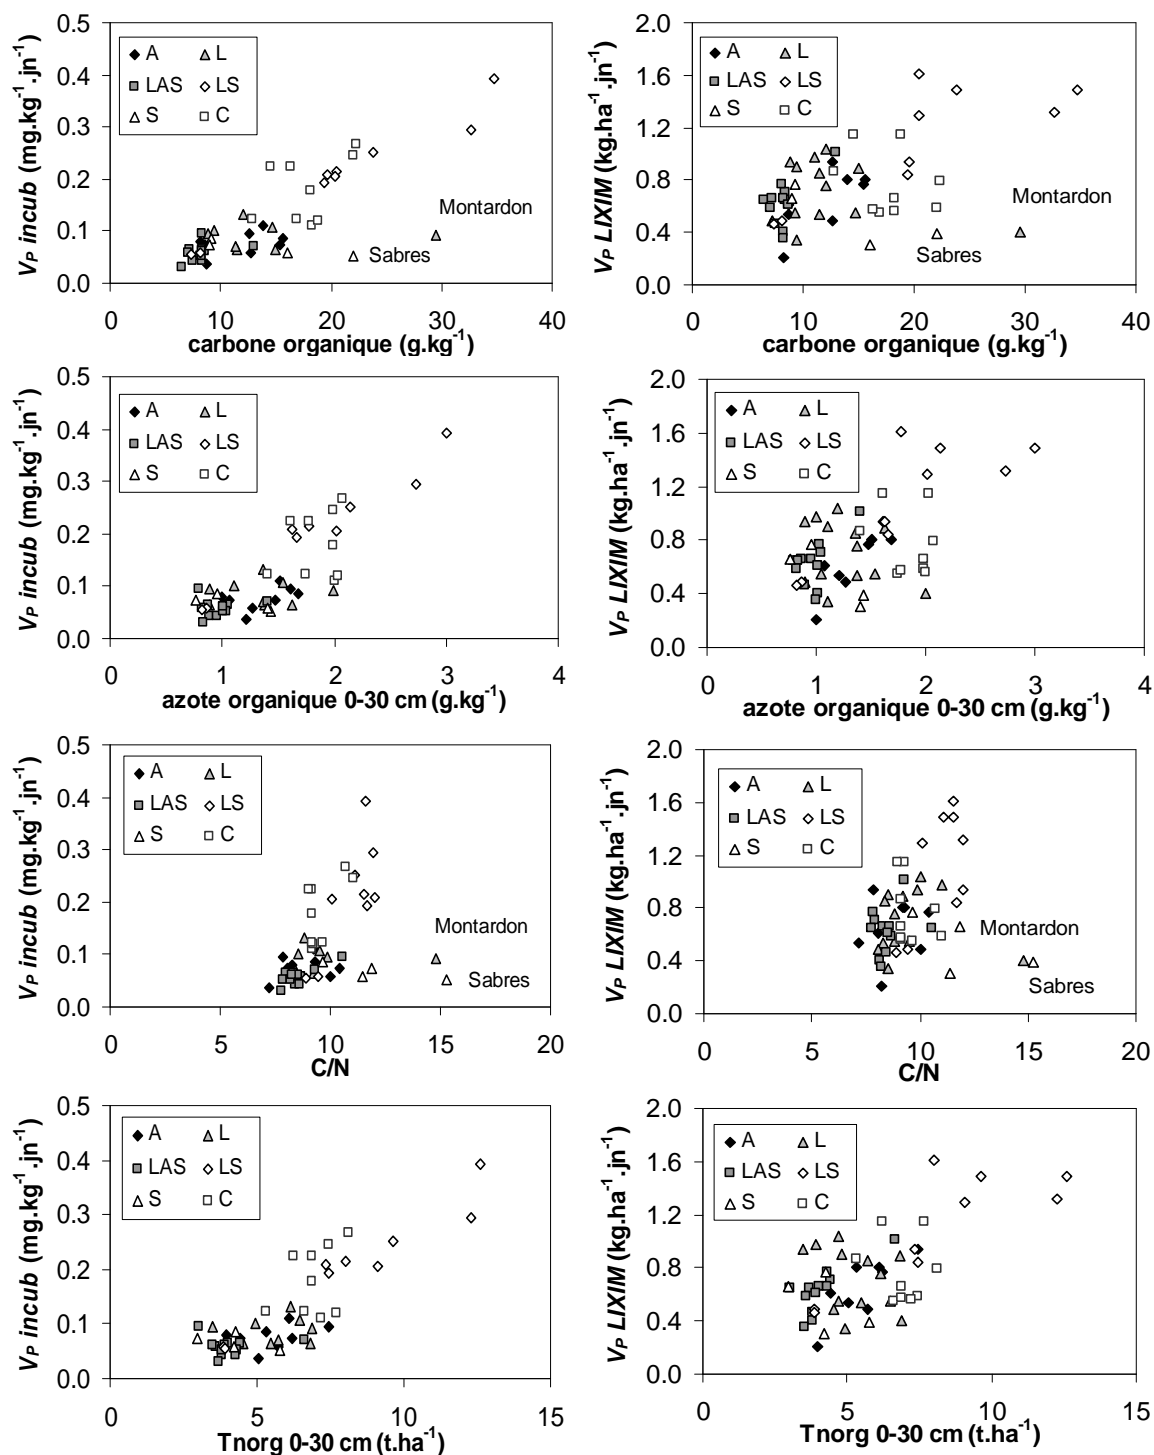 V_P incub (mg.kg⁻¹.jn⁻¹)
0.5
0.4
0.3
0.2
0.1
0.0
A
L
LAS
LS
S
C
Montardon
Sabres
0
10
20
30
40
carbone organique (g.kg⁻¹)
V_P LIXIM (kg.ha⁻¹.jn⁻¹)
2.0
1.6
1.2
0.8
0.4
0.0
A
L
LAS
LS
S
C
Montardon
Sabres
0
10
20
30
40
carbone organique (g.kg⁻¹)
V_P incub (mg.kg⁻¹.jn⁻¹)
0.5
0.4
0.3
0.2
0.1
0.0
A
L
LAS
LS
S
C
0
1
2
3
4
azote organique 0-30 cm (g.kg⁻¹)
V_P LIXIM (kg.ha⁻¹.jn⁻¹)
2.0
1.6
1.2
0.8
0.4
0.0
A
L
LAS
LS
S
C
0
1
2
3
4
azote organique 0-30 cm (g.kg⁻¹)
V_P incub (mg.kg⁻¹.jn⁻¹)
0.5
0.4
0.3
0.2
0.1
0.0
A
L
LAS
LS
S
C
Montardon
Sabres
0
5
10
15
20
C/N
V_P LIXIM (kg.ha⁻¹.jn⁻¹)
2.0
1.6
1.2
0.8
0.4
0.0
A
L
LAS
LS
S
C
Montardon
Sabres
0
5
10
15
20
C/N
V_P incub (mg.kg⁻¹.jn⁻¹)
0.5
0.4
0.3
0.2
0.1
0.0
A
L
LAS
LS
S
C
0
5
10
15
Tnorg 0-30 cm (t.ha⁻¹)
V_P LIXIM (kg.ha⁻¹.jn⁻¹)
2.0
1.6
1.2
0.8
0.4
0.0
A
L
LAS
LS
S
C
0
5
10
15
Tnorg 0-30 cm (t.ha⁻¹)